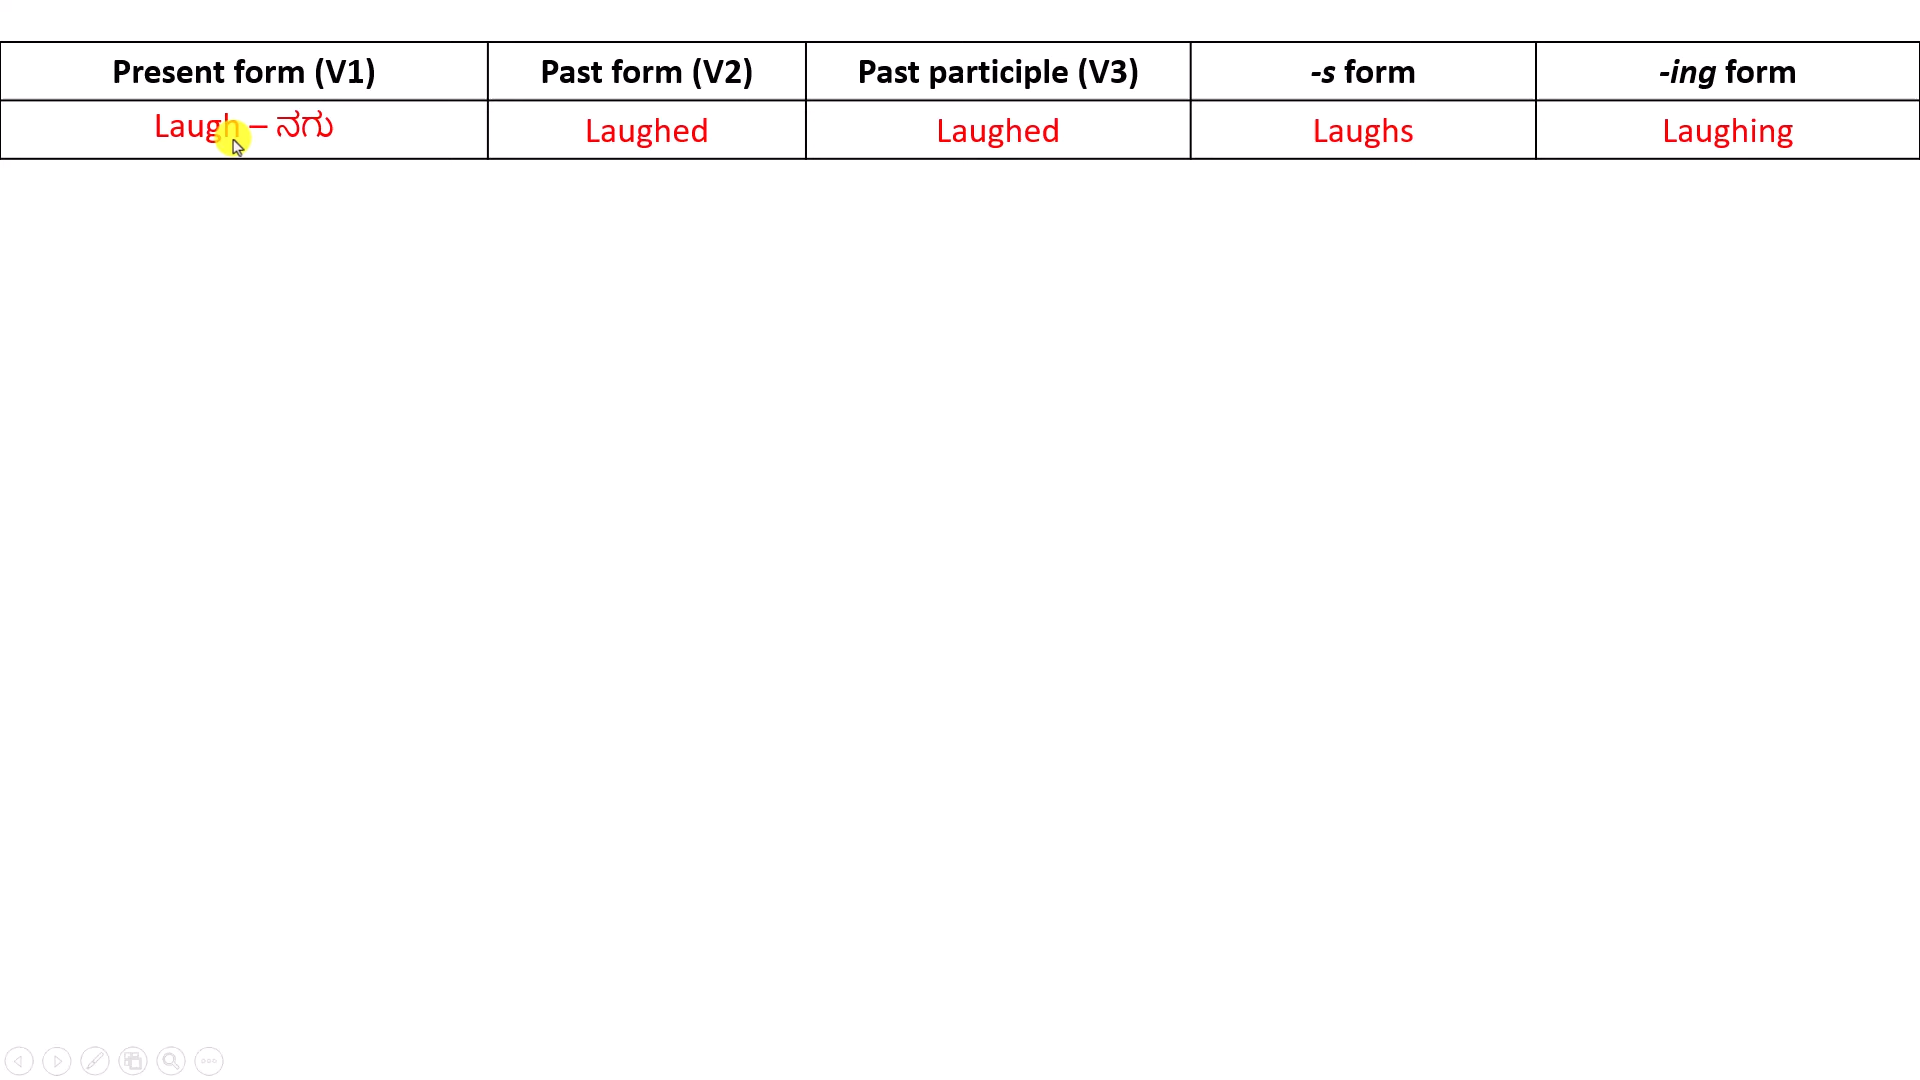 Present form (V1) Past form (V2) Past participle (V3) -s form -ing form
Laugh – ನಗು Laughed Laughed Laughs Laughing